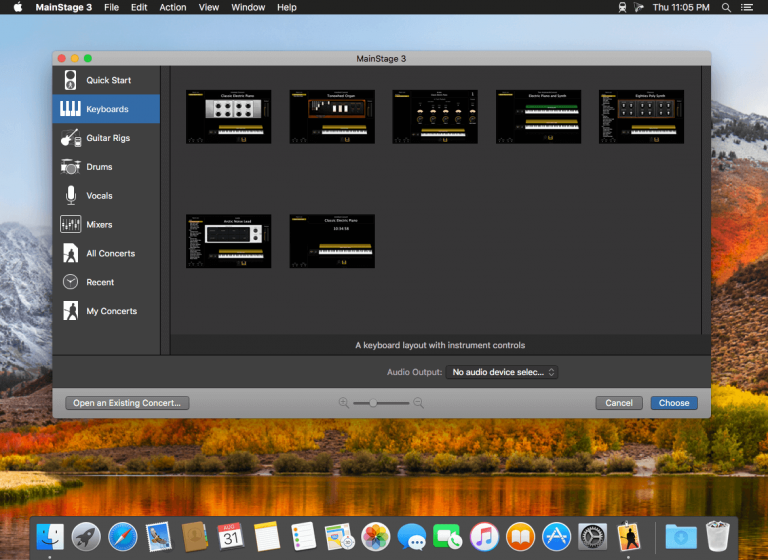 MainStage 3 File Edit Action View Window Help Thu 11:05 PM
MainStage 3
Quick Start
Keyboards
Guitar Rigs
Drums
Vocals
Mixers
All Concerts
Recent
My Concerts
Classic Electric Piano
Tonewheel Organ
Electric Piano and Synth
Eighties Poly Synth
Arctic Noise Lead
Classic Electric Piano
A keyboard layout with instrument controls
Audio Output: No audio device selec...
Open an Existing Concert... Cancel Choose
AUG
31